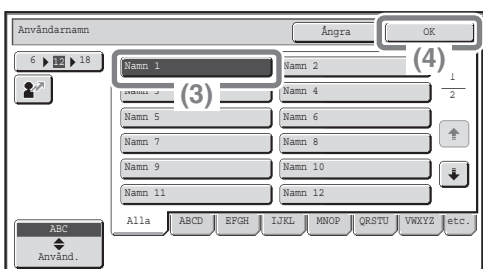 Användarnamn Ångra OK
6 12 18 Namn 1 Namn 2 (4)
(3) 1
Namn 3 Namn 4 2
Namn 5 Namn 6
Namn 7 Namn 8
Namn 9 Namn 10
Namn 11 Namn 12
Alla ABCD EFGH IJKL MNOP QRSTU VWXYZ etc.
ABC
Använd.